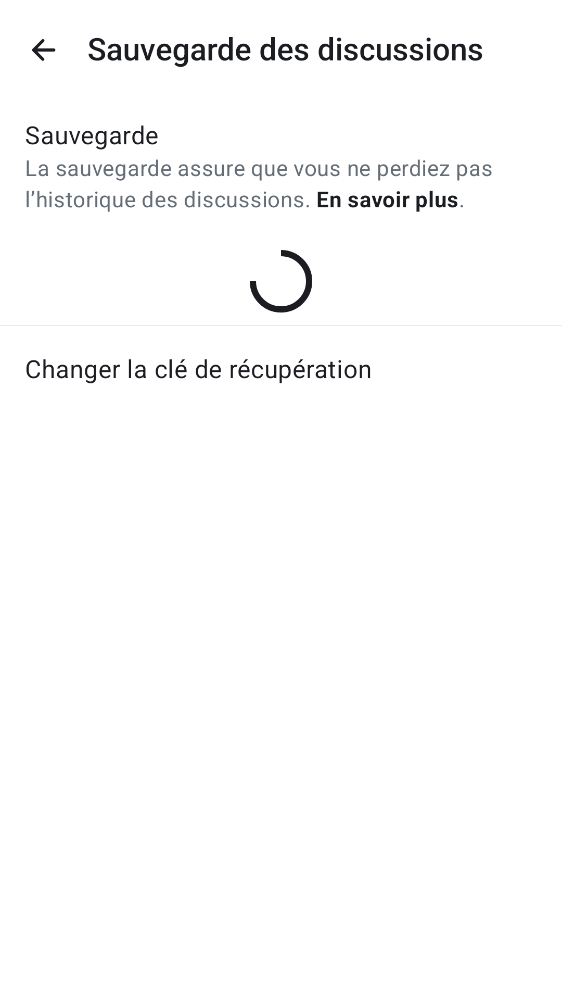 Sauvegarde des discussions
Sauvegarde
La sauvegarde assure que vous ne perdiez pas
l’historique des discussions. En savoir plus.
Changer la clé de récupération